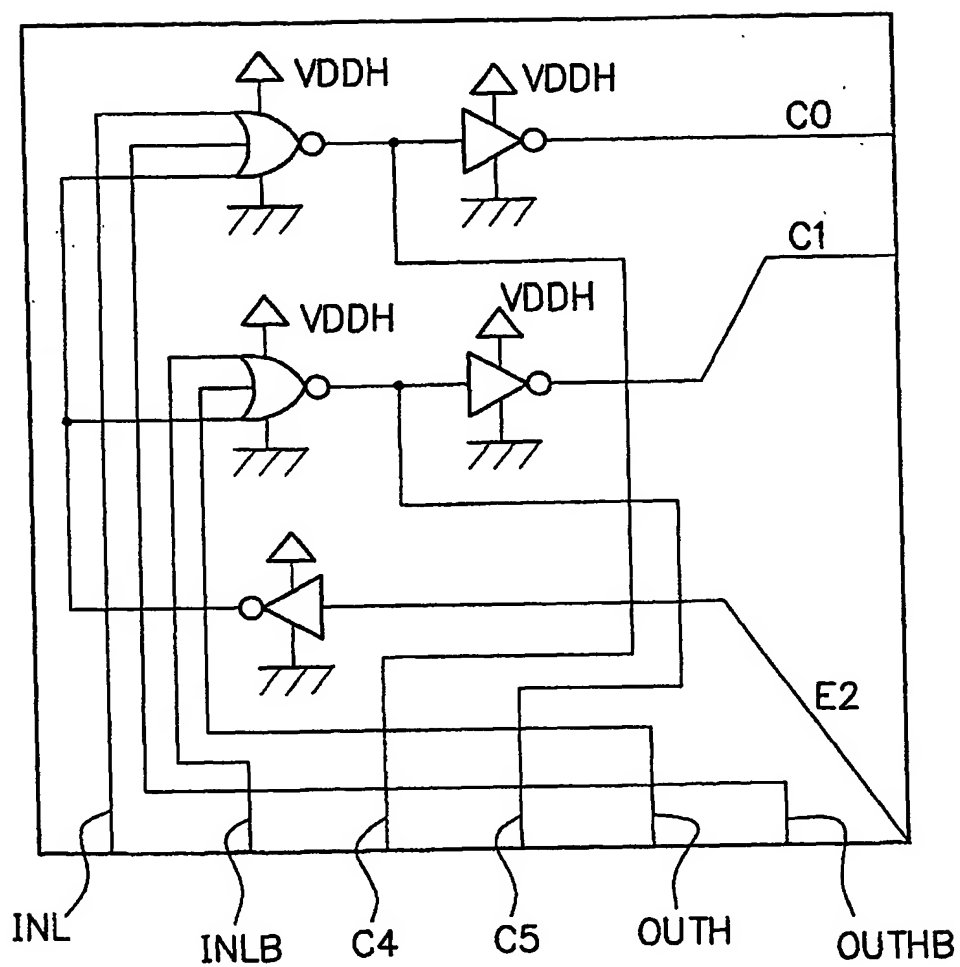 VDDH
VDDH
C0
C1
VDDH
VDDH
E2
INL
INLB
C4
C5
OUTH
OUTHB